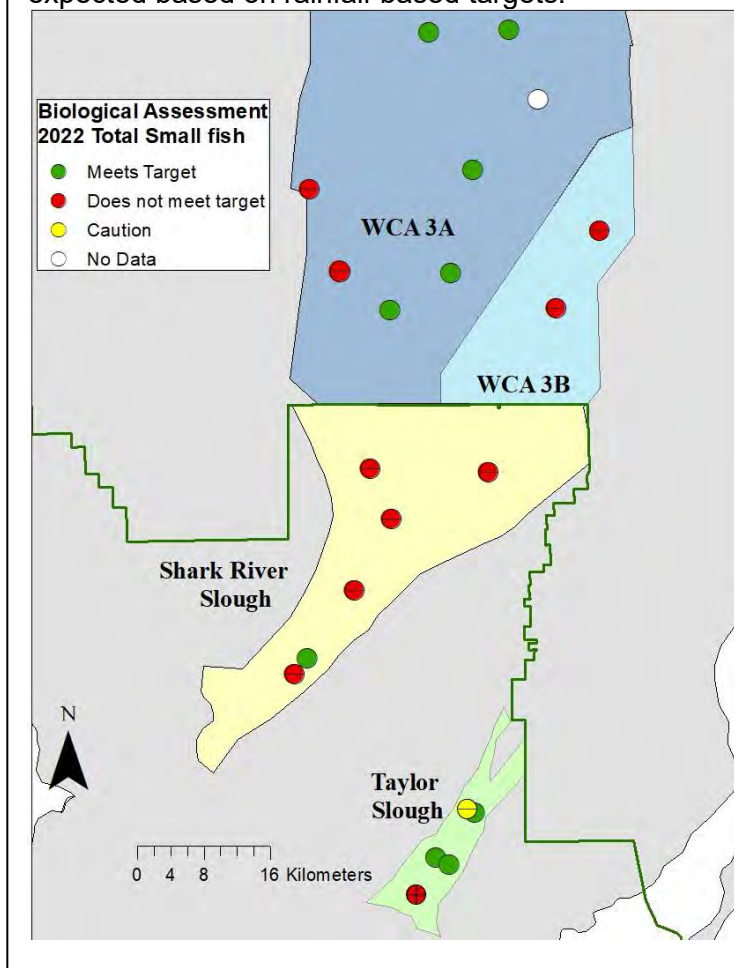 expected based on rainfall-based targets.
Biological Assessment
2022 Total Small fish
Meets Target
Does not meet target
Caution
No Data
WCA 3A
WCA 3B
Shark River
Slough
N
Taylor
Slough
0 4 8 16 Kilometers